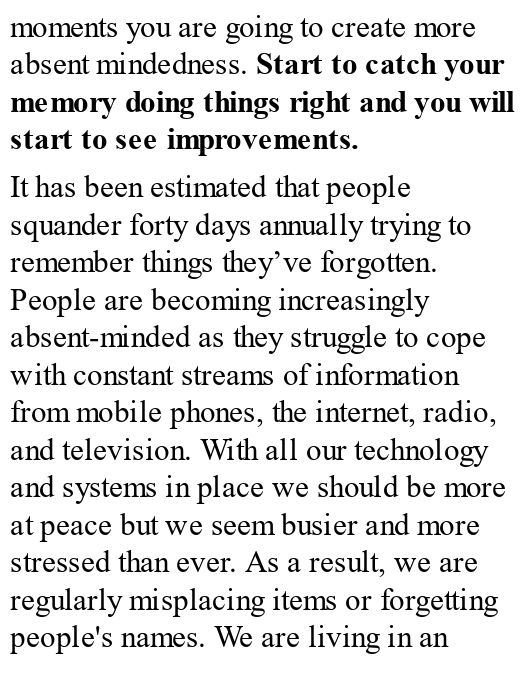 moments you are going to create more
absent mindedness. Start to catch your
memory doing things right and you will
start to see improvements.
It has been estimated that people
squander forty days annually trying to
remember things they’ve forgotten.
People are becoming increasingly
absent-minded as they struggle to cope
with constant streams of information
from mobile phones, the internet, radio,
and television. With all our technology
and systems in place we should be more
at peace but we seem busier and more
stressed than ever. As a result, we are
regularly misplacing items or forgetting
people's names. We are living in an